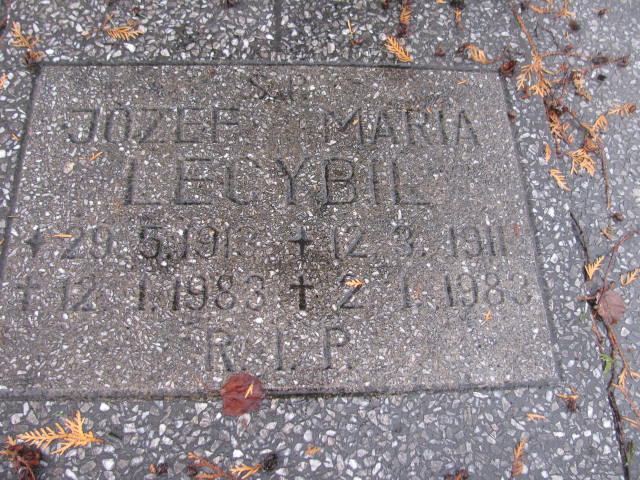 Ś.P.
JÓZEF MARIA
LECYBIL
29.5.191 † 12.3.1911
† 12.1.1983 † 2.1.1983
R.I.P.